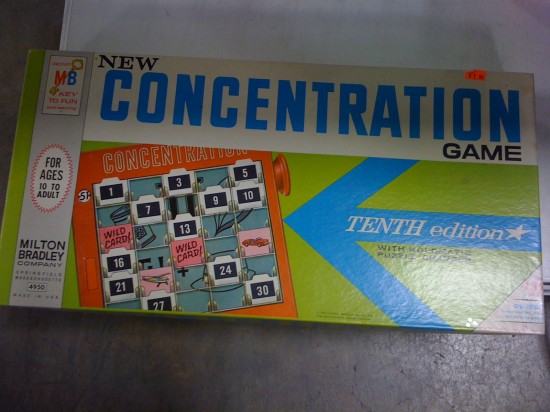 NEW
CONCENTRATION
GAME
MB
A KEY
TO FUN
FOR
AGES
10 TO
ADULT
MILTON
BRADLEY
COMPANY
SPRINGFIELD
MASSACHUSETTS
4950
MADE IN U.S.A.
CONCENTRATION
1
3
5
7
9
10
13
WILD
CARD!
WILD
CARD!
16
21
24
27
30
TENTH edition
WITH
PUZZLE